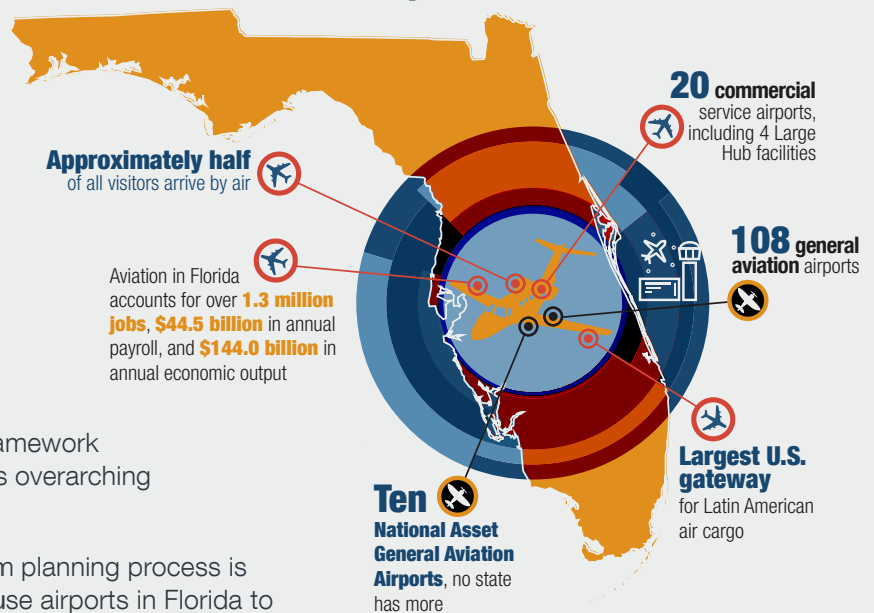 20 commercial
service airports,
including 4 Large
Hub facilities
Approximately half
of all visitors arrive by air
108 general
aviation airports
Aviation in Florida
accounts for over 1.3 million
jobs, $44.5 billion in annual
payroll, and $144.0 billion in
annual economic output
Largest U.S.
gateway
for Latin American
air cargo
Ten
National Asset
General Aviation
Airports, no state
has more
overarching
planning process is
airports in Florida to